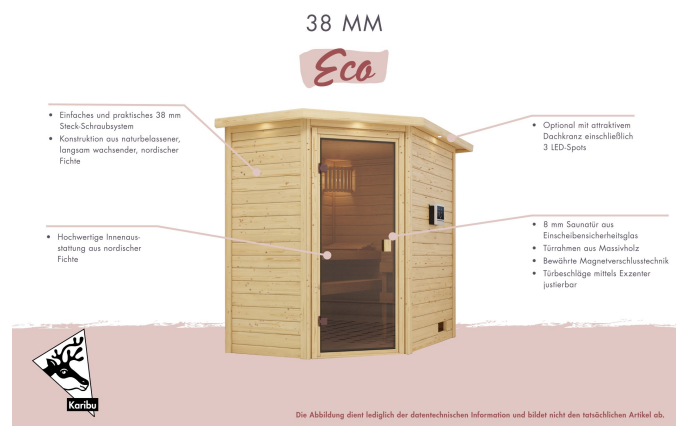 38 MM
Eco
Einfaches und praktisches 38 mm
Steck-Schraubsystem
Konstruktion aus naturbelassener,
langsam wachsender, nordischer
Fichte
Hochwertige Innenaus-
stattung aus nordischer
Fichte
Optional mit attraktivem
Dachkranz einschließlich
3 LED-Spots
8 mm Saunatür aus
Einscheibensicherheitsglas
Türrahmen aus Massivholz
Bewährte Magnetverschlusstechnik
Türbeschläge mittels Exzenter
justierbar
Karibu
Die Abbildung dient lediglich der datentechnischen Information und bildet nicht den tatsächlichen Artikel ab.